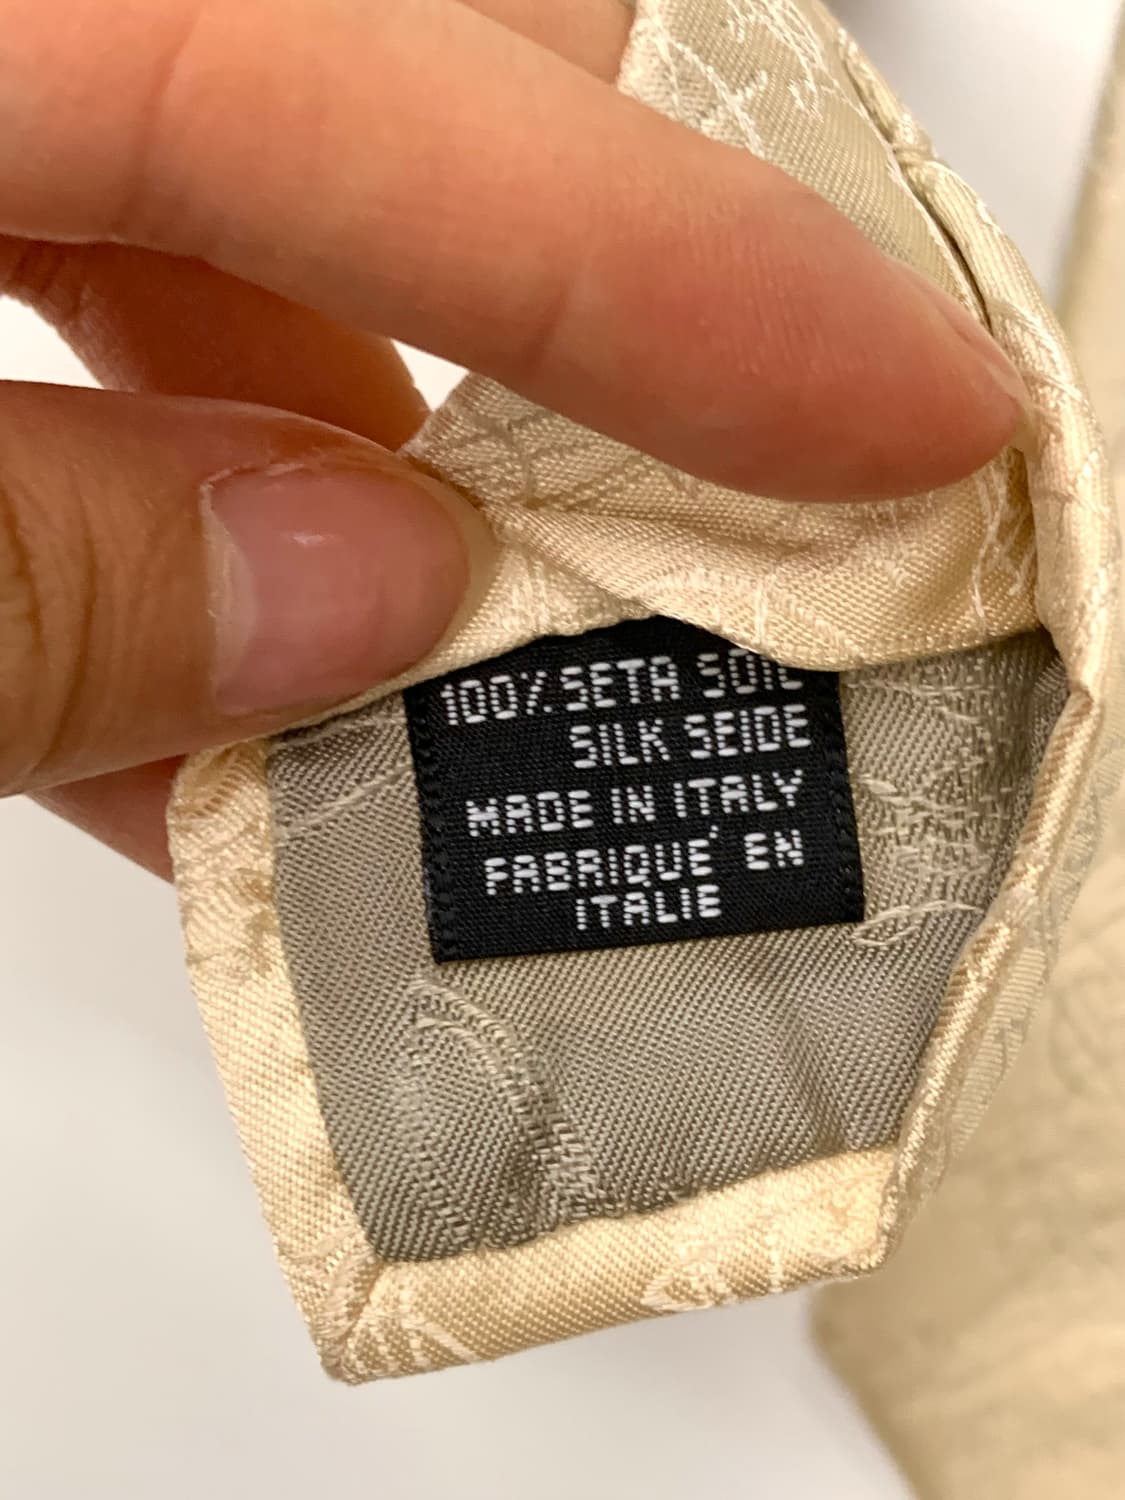 100% SETA SOIE
SILK SEIDE
MADE IN ITALY
FABRIQUÉ EN
ITALIE